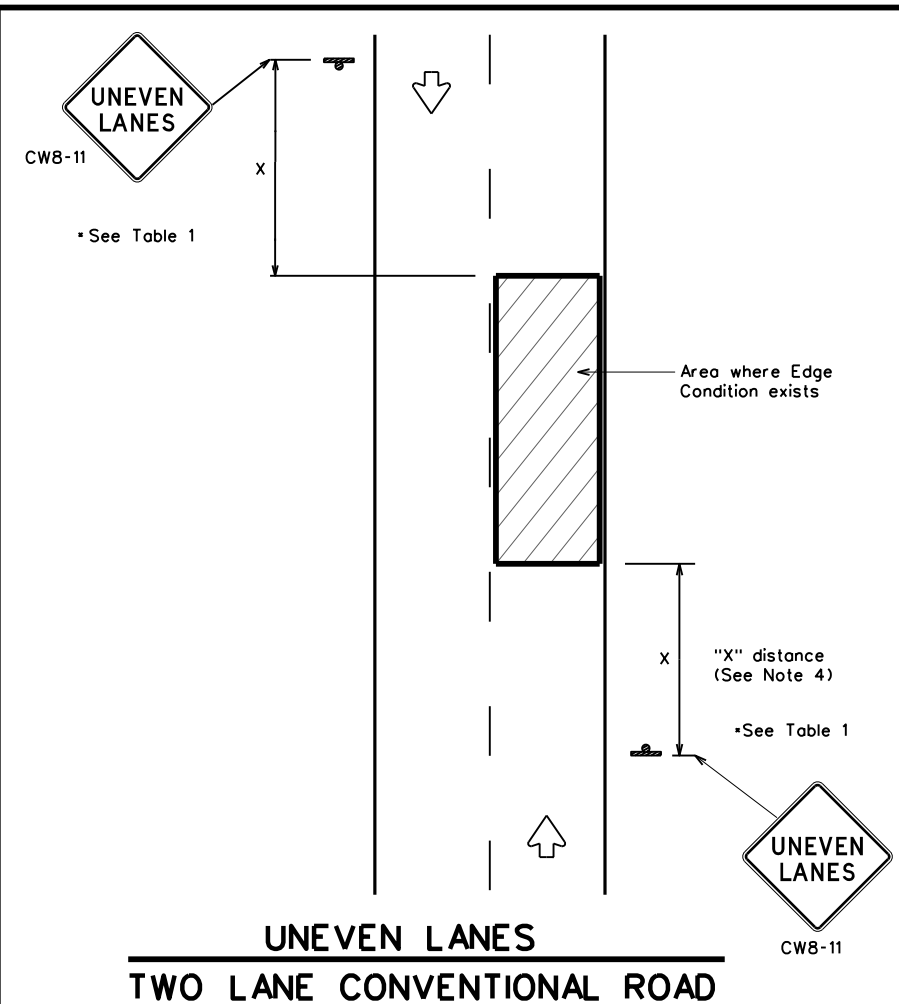 UNEVEN
LANES
CW8-11
X
*See Table 1
Area where Edge
Condition exists
X
"X" distance
(See Note 4)
*See Table 1
UNEVEN
LANES
CW8-11
UNEVEN LANES
TWO LANE CONVENTIONAL ROAD